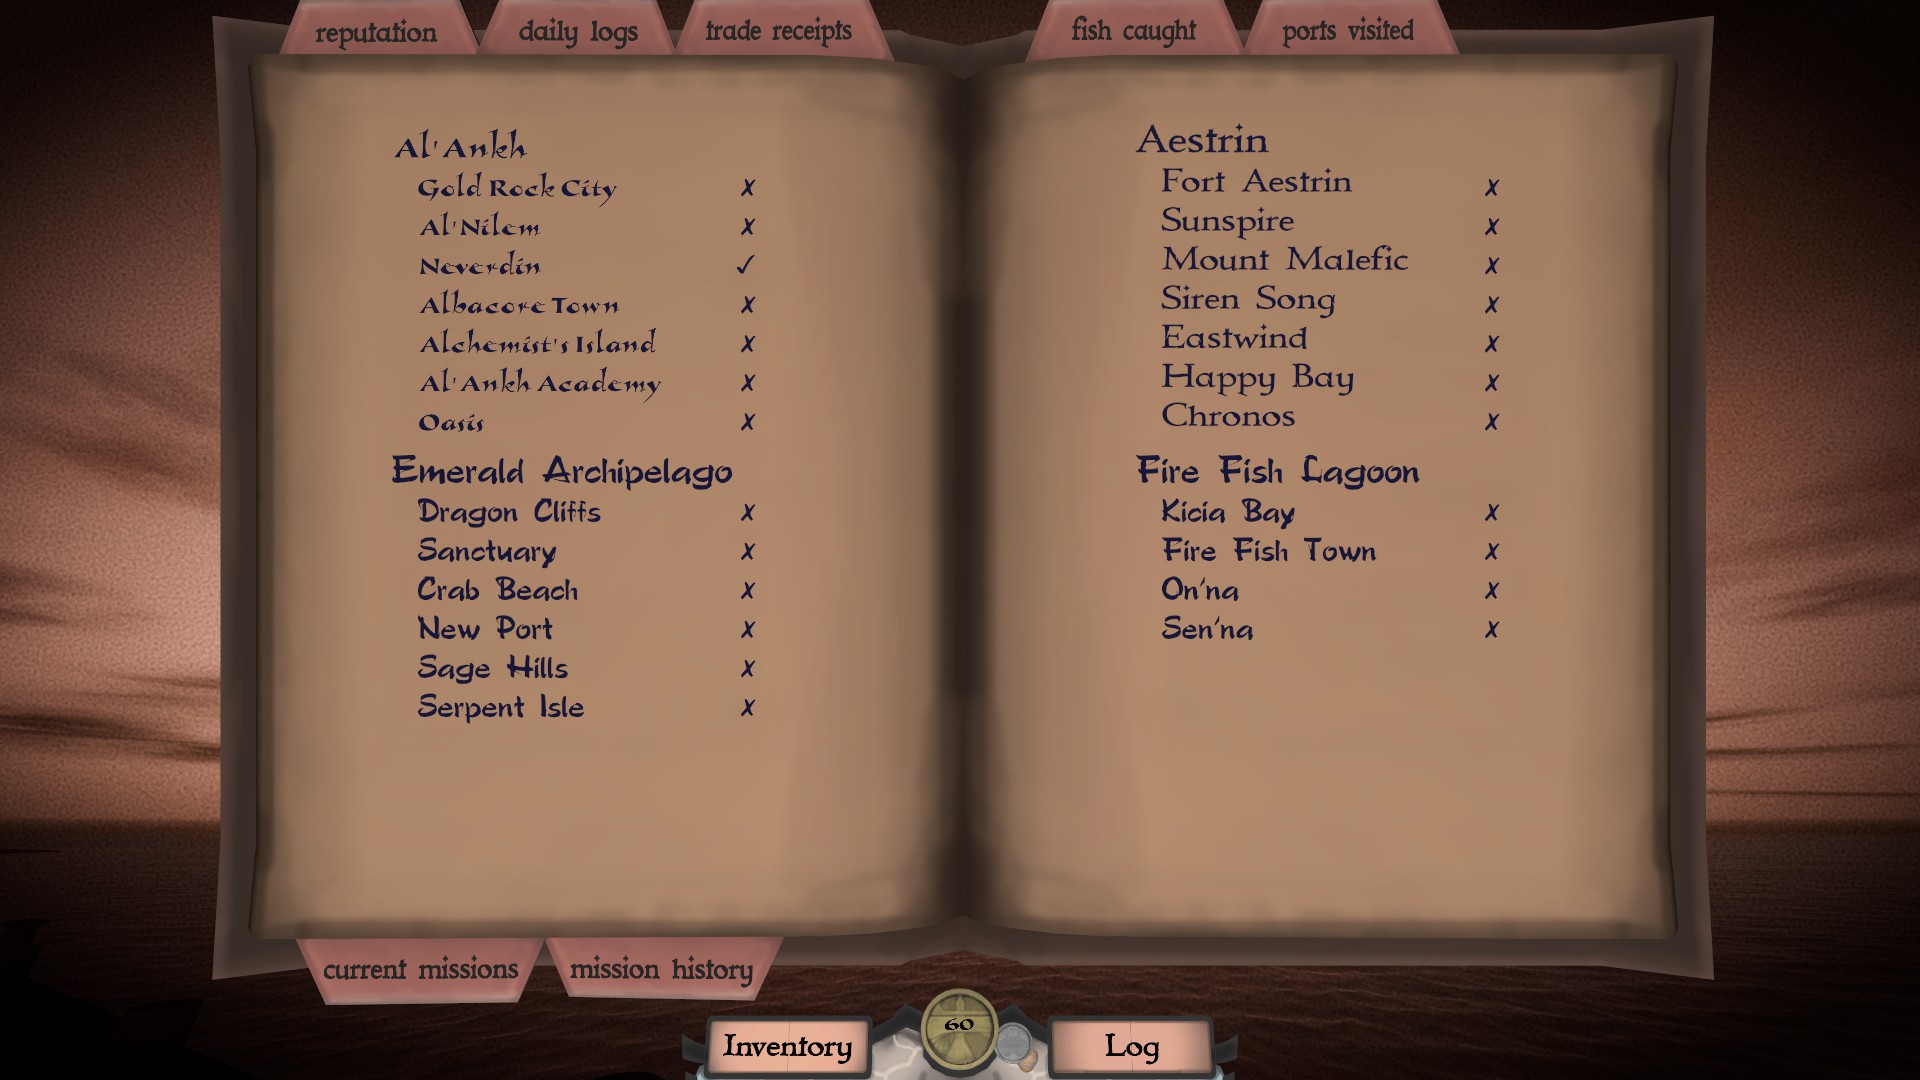 reputation
daily logs
trade receipts
fish caught
ports visited
Al'Ankh
Gold Rock City ✗
Al'Nilem ✗
Neverdin ✓
Albacore Town ✗
Alchemist's Island ✗
Al'Ankh Academy ✗
Oasis ✗
Emerald Archipelago
Dragon Cliffs ✗
Sanctuary ✗
Crab Beach ✗
New Port ✗
Sage Hills ✗
Serpent Isle ✗
Aestrin
Fort Aestrin ✗
Sunspire ✗
Mount Malefic ✗
Siren Song ✗
Eastwind ✗
Happy Bay ✗
Chronos ✗
Fire Fish Lagoon
Kicia Bay ✗
Fire Fish Town ✗
On'na ✗
Sen'na ✗
current missions
mission history
Inventory
60
Log